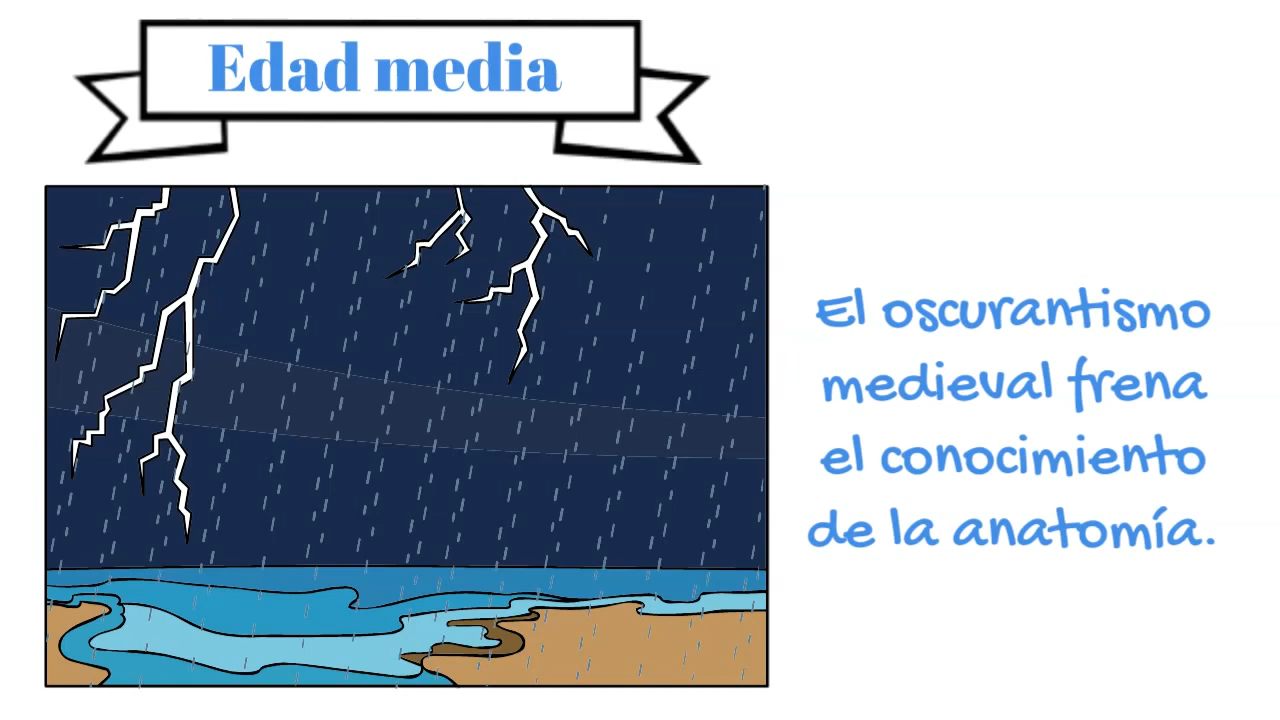 Edad media
El oscurantismo
medieval frena
el conocimiento
de la anatomía.